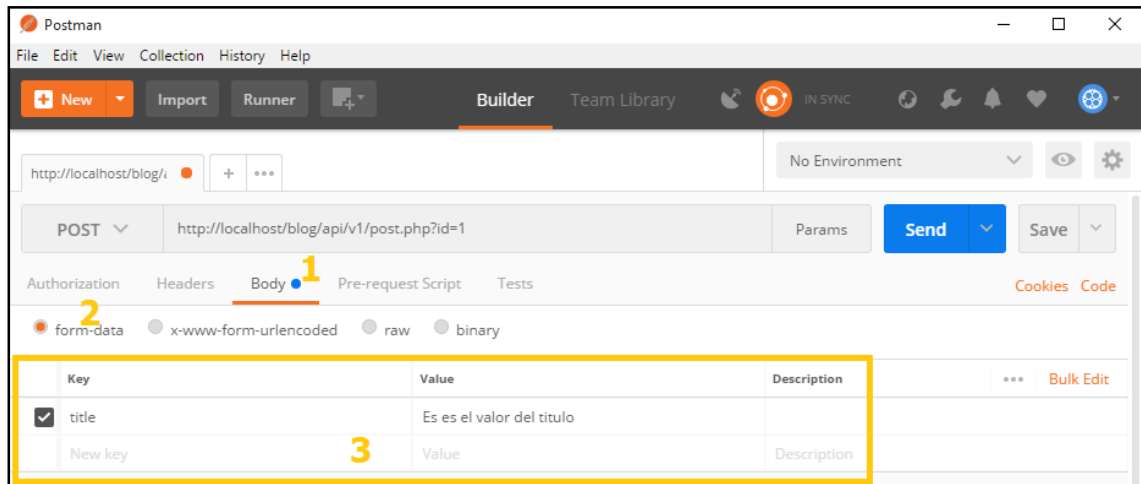 Postman
File Edit View Collection History Help
New Import Runner Builder Team Library IN SYNC
http://localhost/blog/a + ••• No Environment
POST http://localhost/blog/api/v1/post.php?id=1 Params Send Save
1
Authorization Headers Body Pre-request Script Tests Cookies Code
2
form-data x-www-form-urlencoded raw binary
Key Value Description ••• Bulk Edit
title Es es el valor del titulo
New key 3 Value Description